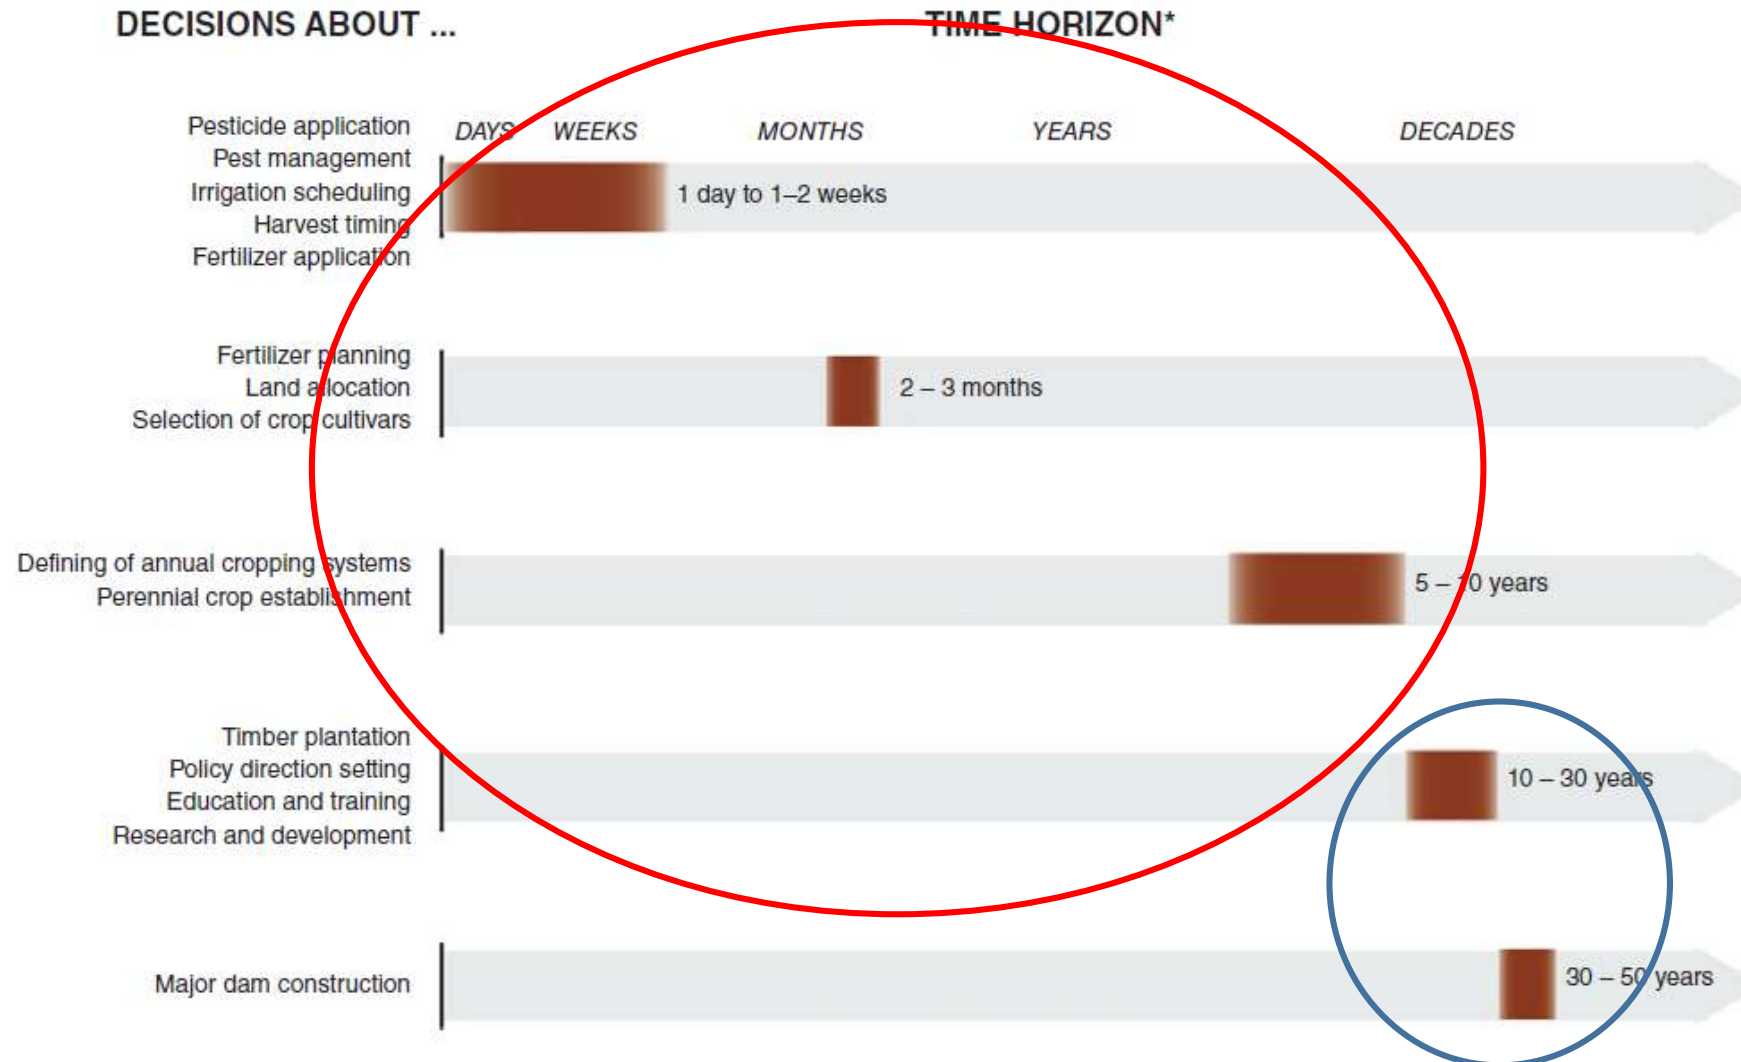 DECISIONS ABOUT ...
TIME HORIZON*
DAYS WEEKS MONTHS YEARS DECADES
Pesticide application
Pest management
Irrigation scheduling
Harvest timing
Fertilizer application
1 day to 1–2 weeks
Fertilizer planning
Land allocation
Selection of crop cultivars
2 – 3 months
Defining of annual cropping systems
Perennial crop establishment
5 – 10 years
Timber plantation
Policy direction setting
Education and training
Research and development
10 – 30 years
Major dam construction
30 – 50 years